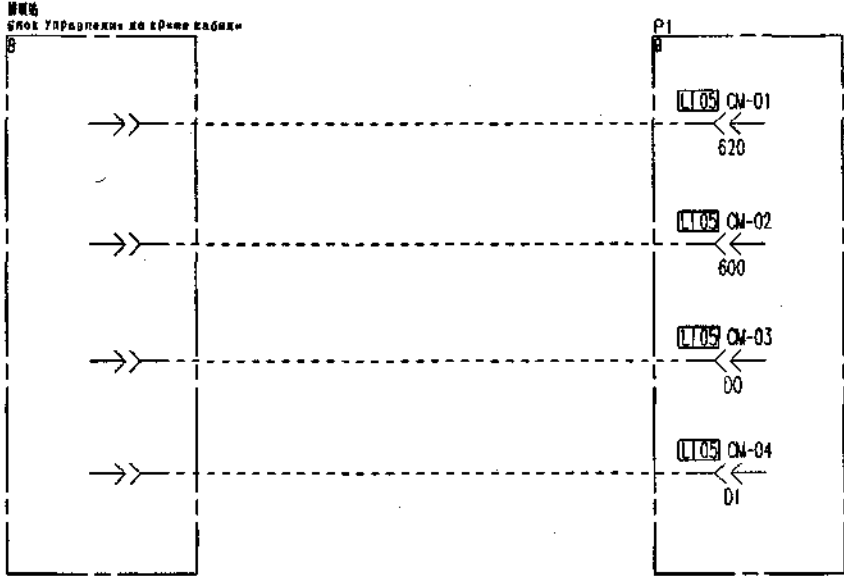 Блок Управления на крыше кабины
B
P1
B
LT05 CM-01
620
LT05 CM-02
600
LT05 CM-03
D0
LT05 CM-04
D1